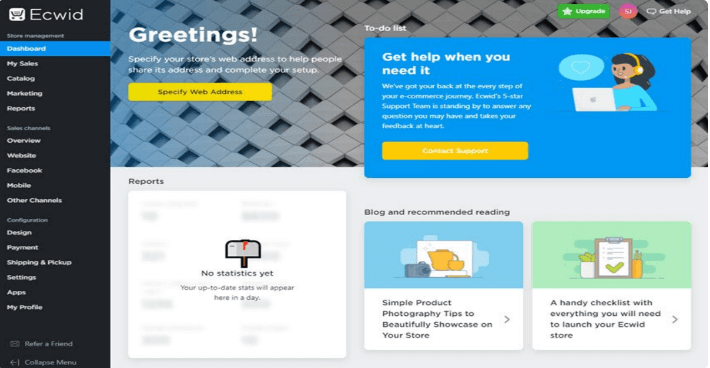 Ecwid
Store management
Dashboard
My Sales
Catalog
Marketing
Reports
Sales channels
Overview
Website
Facebook
Mobile
Other Channels
Configuration
Design
Payment
Shipping & Pickup
Settings
Apps
My Profile
Refer a Friend
Collapse Menu
Upgrade
SJ
Get Help
Greetings!
Specify your store's web address to help people
share its address and complete your setup.
Specify Web Address
Reports
No statistics yet
Your up-to-date stats will appear
here in a day.
To-do list
Get help when you
need it
We've got your back at the every step of
your e-commerce journey. Ecwid's 5-star
Support Team is standing by to answer any
question you may have and takes your
feedback at heart.
Contact Support
Blog and recommended reading
Simple Product
Photography Tips to
Beautifully Showcase on
Your Store
A handy checklist with
everything you will need
to launch your Ecwid
store